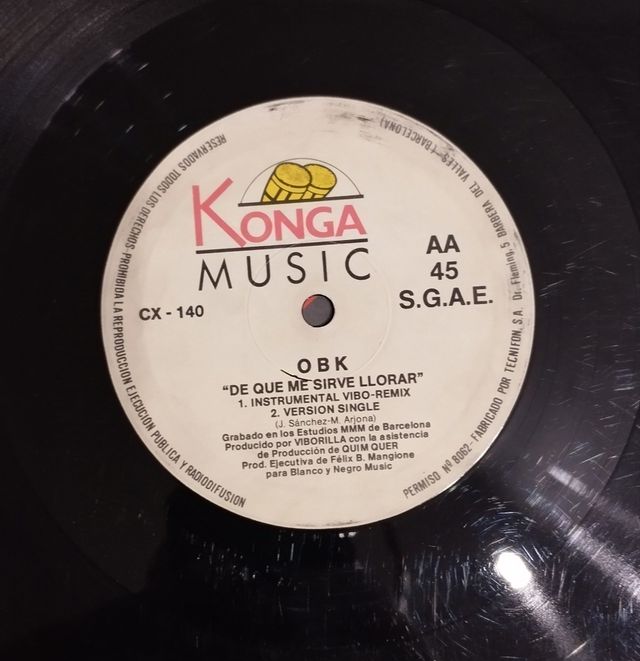 KONGA
MUSIC
AA
45
S.G.A.E.
CX - 140
OBK
"DE QUE ME SIRVE LLORAR"
1. INSTRUMENTAL VIBO-REMIX
2. VERSION SINGLE
(J. Sánchez-M. Arjona)
Grabado en los Estudios MMM de Barcelona
Producido por VIBORILLA con la asistencia
de Producción de QUIM QUER
Prod. Ejecutiva de Félix B. Mangione
para Blanco y Negro Music
RESERVADOS TODOS LOS DERECHOS. PROHIBIDA LA REPRODUCCION EJECUCION PUBLICA Y RADIODIFUSION
PERMISO Nº 8062 - FABRICADO POR TECNIFON, S.A. Dr. Fleming, 5 BARBERA DEL VALLES - (BARCELONA)